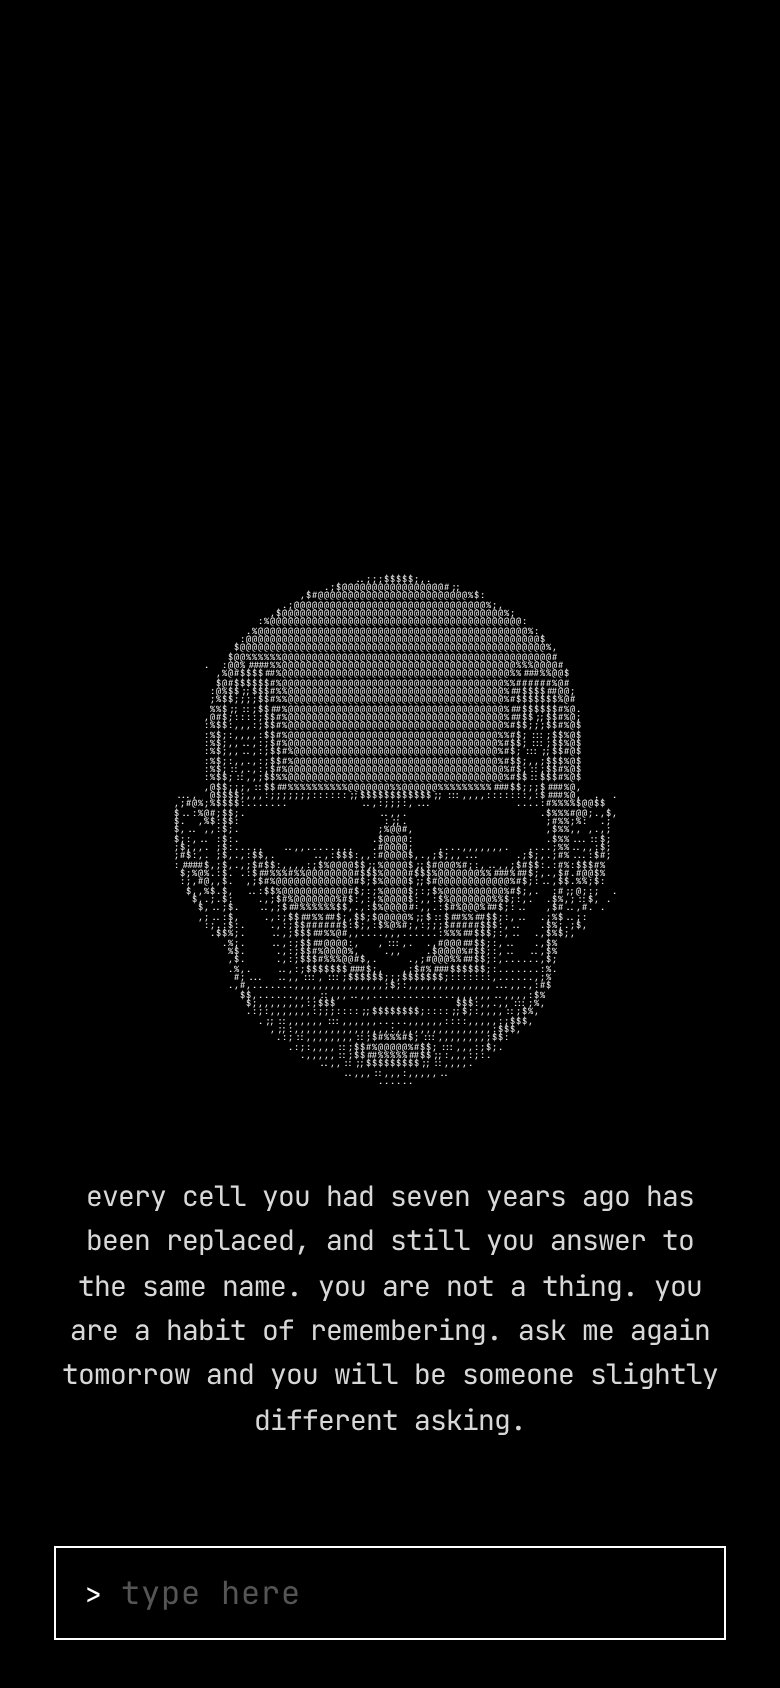 every cell you had seven years ago has
been replaced, and still you answer to
the same name. you are not a thing. you
are a habit of remembering. ask me again
tomorrow and you will be someone slightly
different asking.
> type here